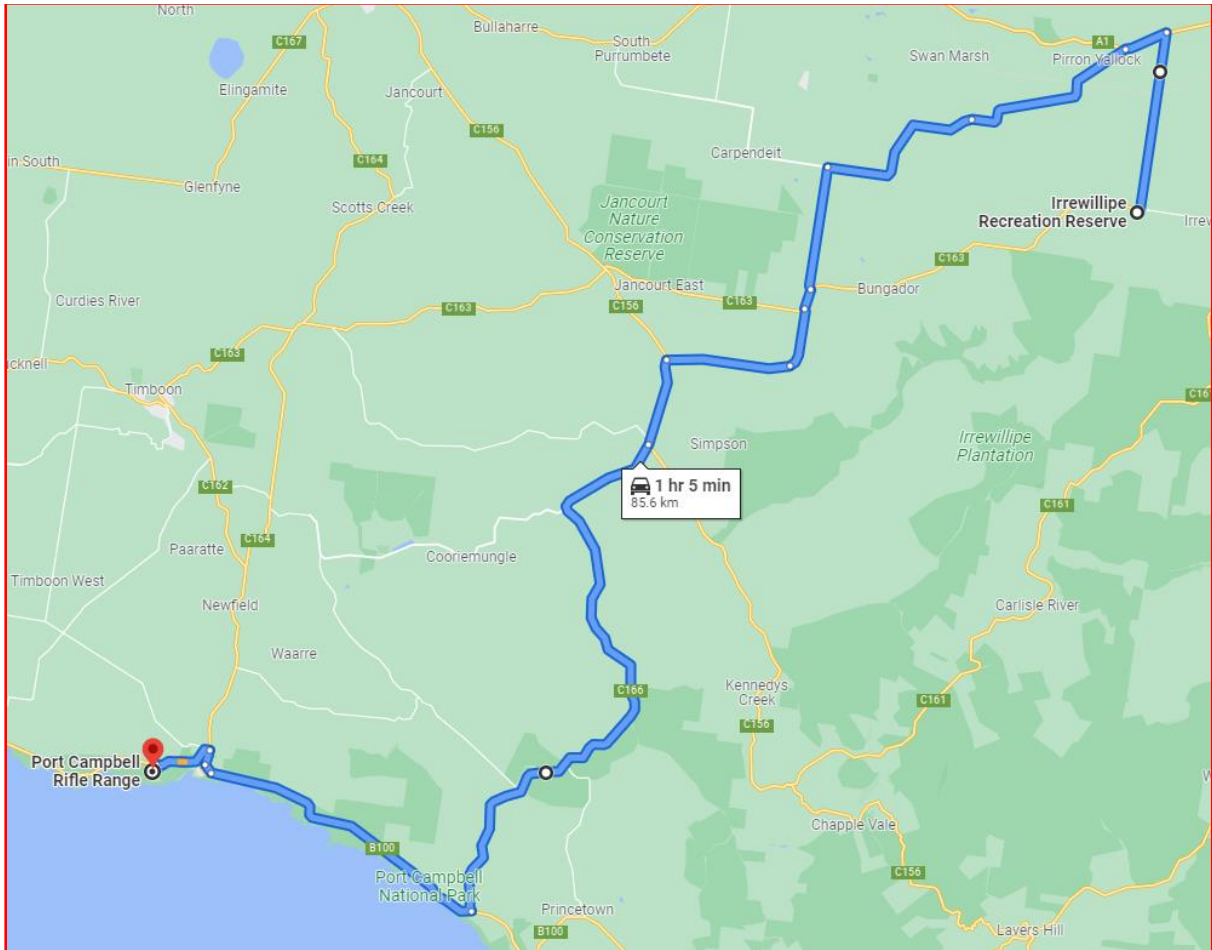 North
Bullaharre
C167
South
Purrumbete
Swan Marsh
A1
Pirron Yallock
Elingamite
Jancourt
C156
Carpendeit
C164
in South
Glenfyne
Scotts Creek
Jancourt
Nature
Conservation
Reserve
Irrewillipe
Recreation Reserve
Irrew
C163
Jancourt East
C163
Bungador
Curdies River
C163
C156
cknell
C163
Timboon
Simpson
Irrewillipe
Plantation
C161
1 hr 5 min
85.6 km
C162
C161
C164
Paaratte
Cooriemungle
Timboon West
Newfield
Carlisle River
Waarre
C166
Kennedys
Creek
C161
C156
Port Campbell
Rifle Range
Chapple Vale
B100
Port Campbell
National Park
C156
Princetown
B100
Lavers Hill